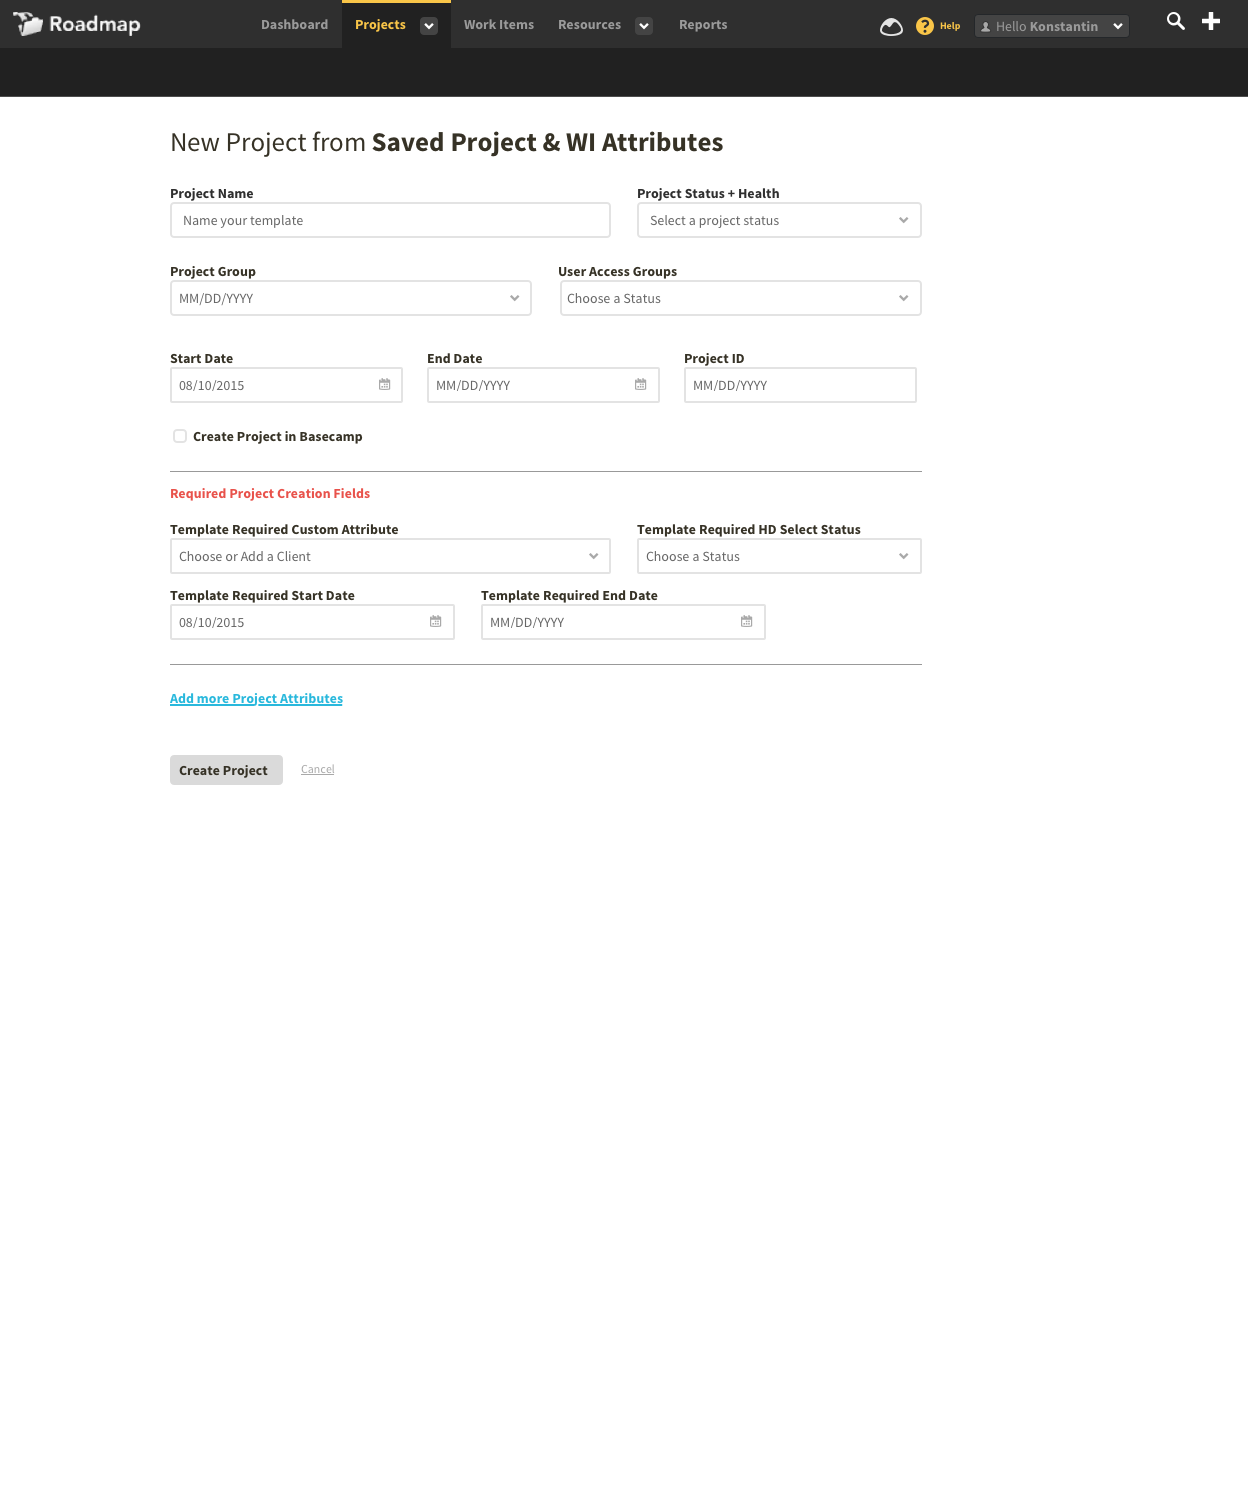 Roadmap Dashboard Projects Work Items Resources Reports Help Hello Konstantin
New Project from Saved Project & WI Attributes
Project Name Project Status + Health
Name your template Select a project status
Project Group User Access Groups
MM/DD/YYYY Choose a Status
Start Date End Date Project ID
08/10/2015 MM/DD/YYYY MM/DD/YYYY
Create Project in Basecamp
Required Project Creation Fields
Template Required Custom Attribute Template Required HD Select Status
Choose or Add a Client Choose a Status
Template Required Start Date Template Required End Date
08/10/2015 MM/DD/YYYY
Add more Project Attributes
Create Project Cancel